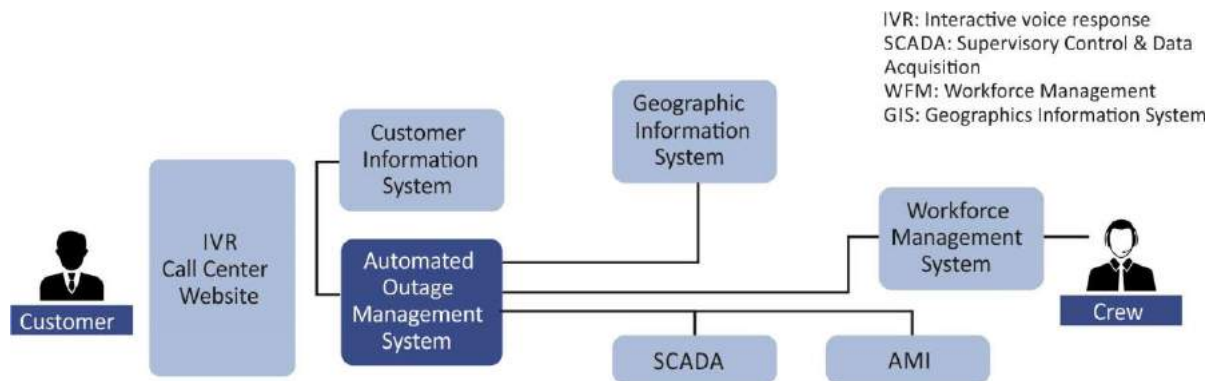 IVR: Interactive voice response
SCADA: Supervisory Control & Data
Acquisition
WFM: Workforce Management
GIS: Geographics Information System
Customer
IVR
Call Center
Website
Customer
Information
System
Automated
Outage
Management
System
Geographic
Information
System
SCADA
AMI
Workforce
Management
System
Crew